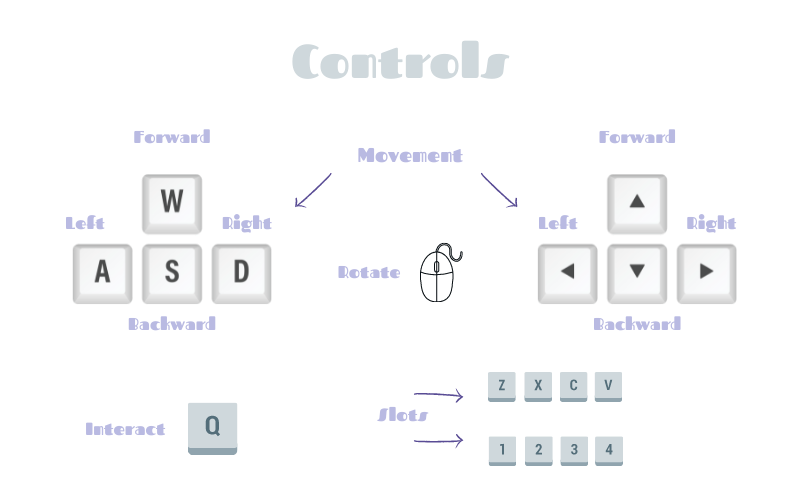 Controls
Forward
Movement
Forward
W
Left
Right
Left
Right
A S D
Rotate
Backward
Backward
Z X C V
Slots
Interact
Q
1 2 3 4